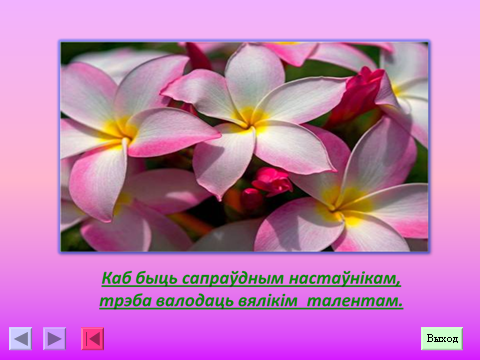 Каб быць сапраўдным настаўнікам,
трэба валодаць вялікім  талентам.
Выход